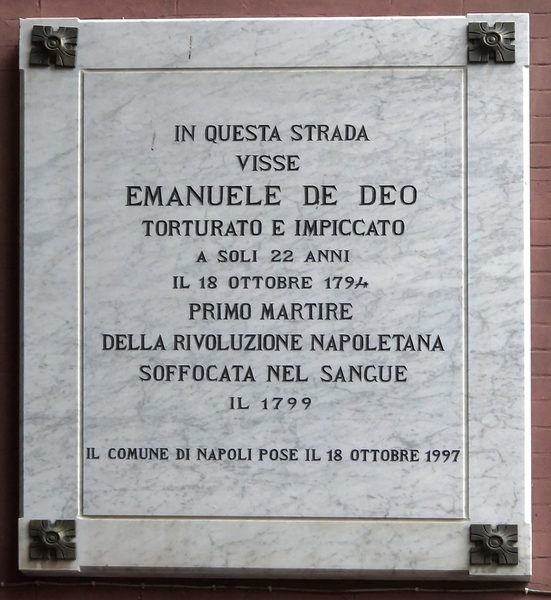 IN QUESTA STRADA
VISSE
EMANUELE DE DEO
TORTURATO E IMPICCATO
A SOLI 22 ANNI
IL 18 OTTOBRE 1794
PRIMO MARTIRE
DELLA RIVOLUZIONE NAPOLETANA
SOFFOCATA NEL SANGUE
IL 1799
IL COMUNE DI NAPOLI POSE IL 18 OTTOBRE 1997